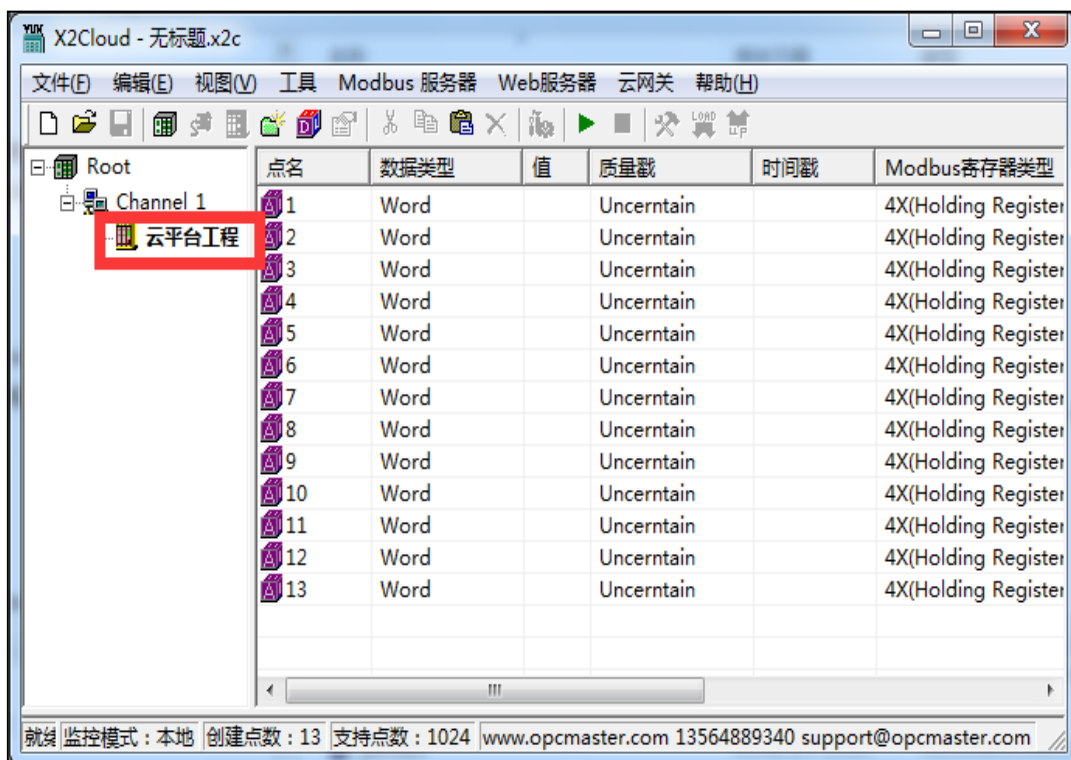 YUK X2Cloud - 无标题.x2c
文件(F) 编辑(E) 视图(V) 工具 Modbus 服务器 Web服务器 云网关 帮助(H)
LOAD UP
Root
Channel 1
云平台工程
点名 数据类型 值 质量戳 时间戳 Modbus寄存器类型
1 Word Uncerntain 4X(Holding Register
2 Word Uncerntain 4X(Holding Register
3 Word Uncerntain 4X(Holding Register
4 Word Uncerntain 4X(Holding Register
5 Word Uncerntain 4X(Holding Register
6 Word Uncerntain 4X(Holding Register
7 Word Uncerntain 4X(Holding Register
8 Word Uncerntain 4X(Holding Register
9 Word Uncerntain 4X(Holding Register
10 Word Uncerntain 4X(Holding Register
11 Word Uncerntain 4X(Holding Register
12 Word Uncerntain 4X(Holding Register
13 Word Uncerntain 4X(Holding Register
就绪 监控模式：本地 创建点数：13 支持点数：1024 www.opcmaster.com 13564889340 support@opcmaster.com